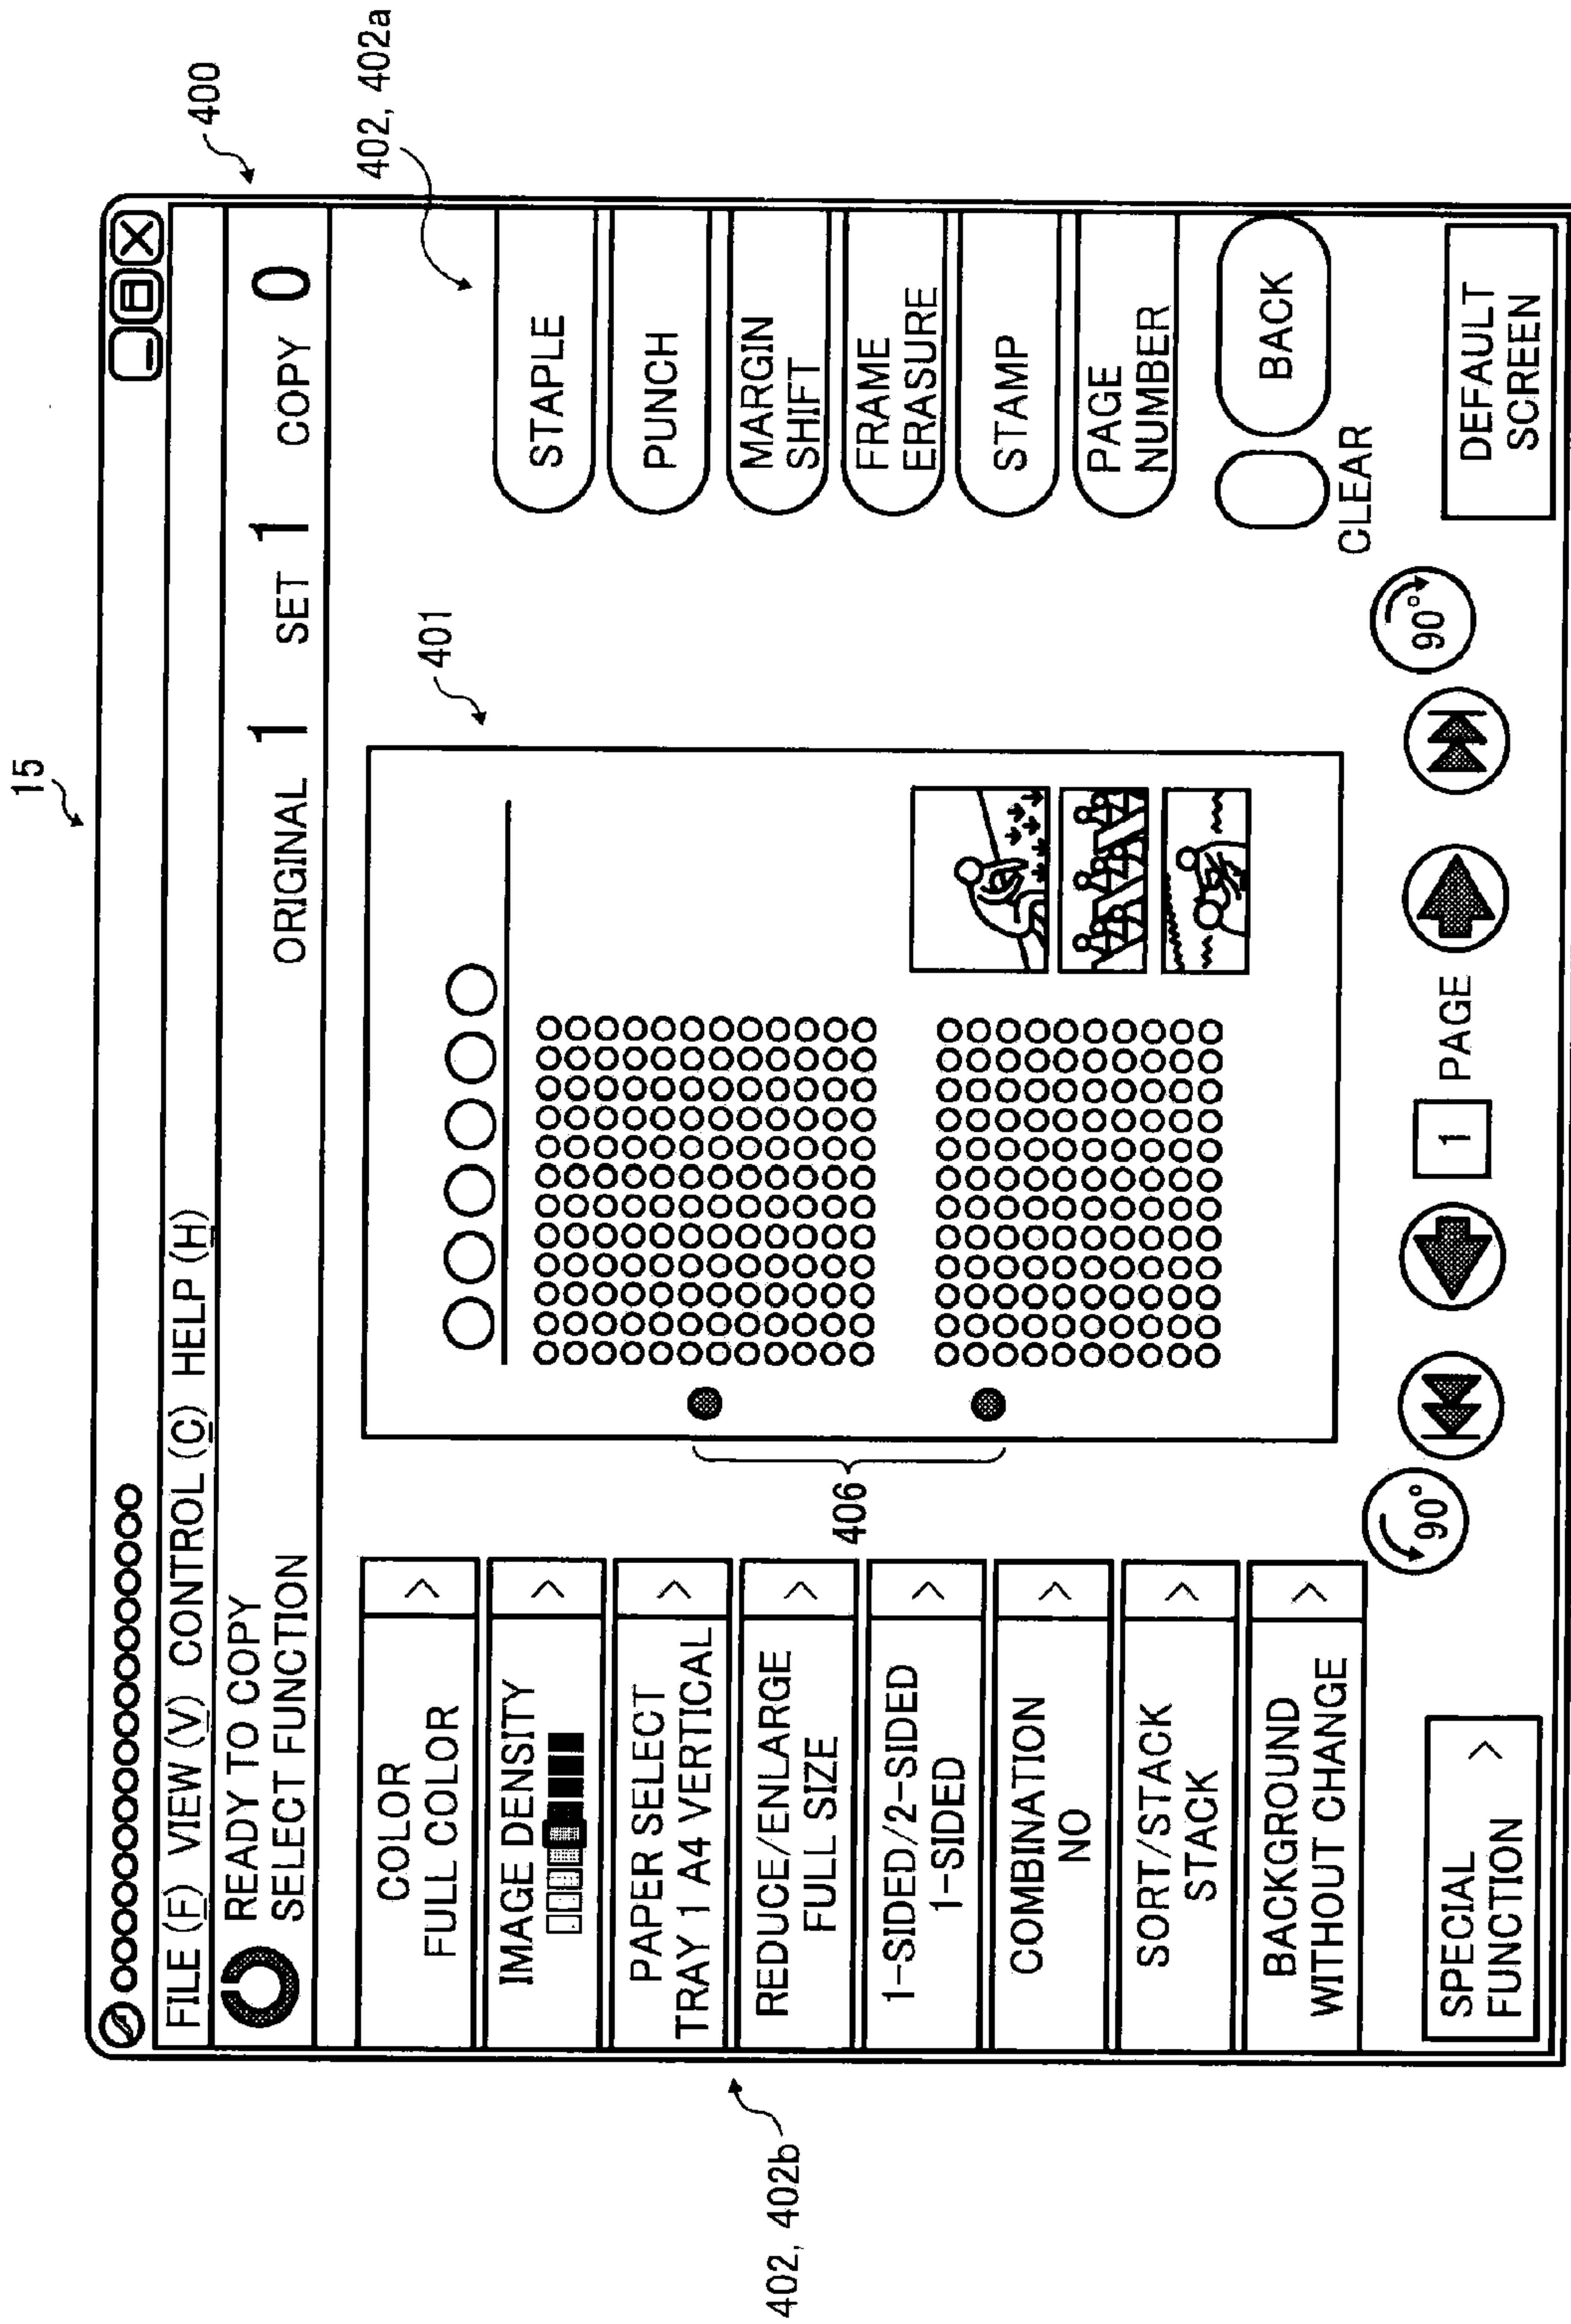 15
400
FILE (F) VIEW (V) CONTROL (C) HELP (H)
READY TO COPY
SELECT FUNCTION
ORIGINAL 1 SET 1 COPY 0
402, 402a
401
COLOR
FULL COLOR
>
IMAGE DENSITY
>
PAPER SELECT
TRAY 1 A4 VERTICAL
>
REDUCE/ENLARGE
FULL SIZE
>
1-SIDED/2-SIDED
1-SIDED
>
COMBINATION
NO
>
SORT/STACK
STACK
>
BACKGROUND
WITHOUT CHANGE
>
402, 402b
406
STAPLE
PUNCH
MARGIN
SHIFT
FRAME
ERASURE
STAMP
PAGE
NUMBER
BACK
CLEAR
90°
1 PAGE
90°
SPECIAL
FUNCTION
>
DEFAULT
SCREEN